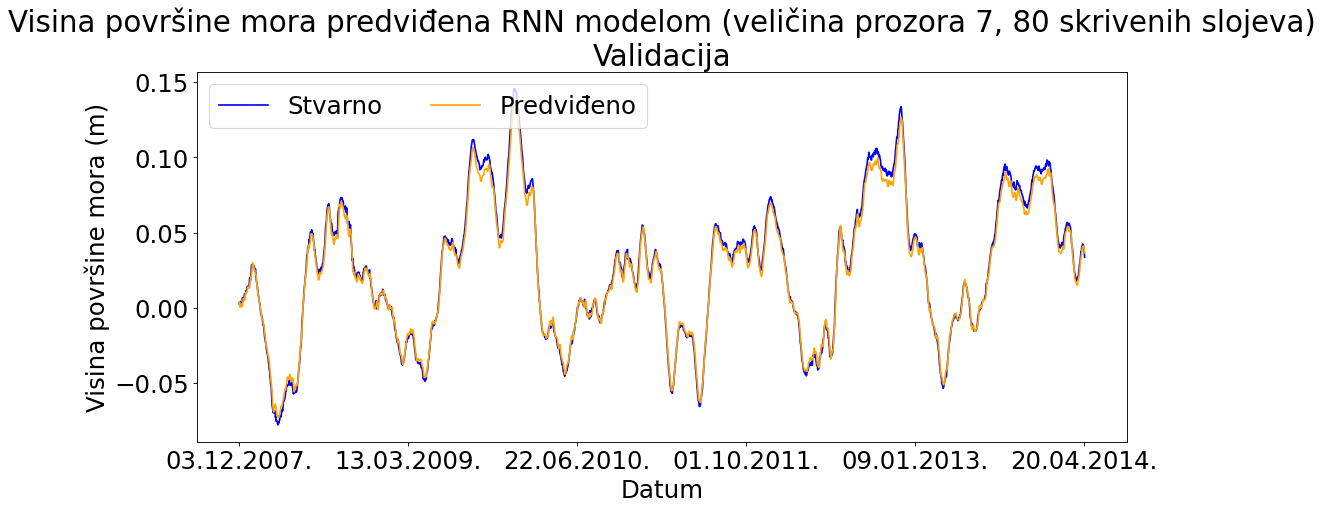 Visina površine mora predviđena RNN modelom (veličina prozora 7, 80 skrivenih slojeva)
Validacija
Stvarno Predviđeno
Visina površine mora (m)
0.15
0.10
0.05
0.00
−0.05
03.12.2007. 13.03.2009. 22.06.2010. 01.10.2011. 09.01.2013. 20.04.2014.
Datum